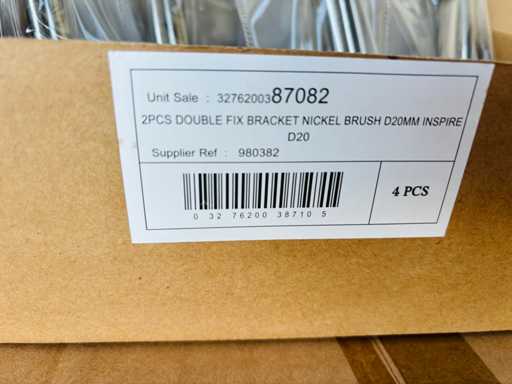 Unit Sale : 3276200387082
2PCS DOUBLE FIX BRACKET NICKEL BRUSH D20MM INSPIRE
D20
Supplier Ref : 980382
4 PCS
0 32 76200 38710 5